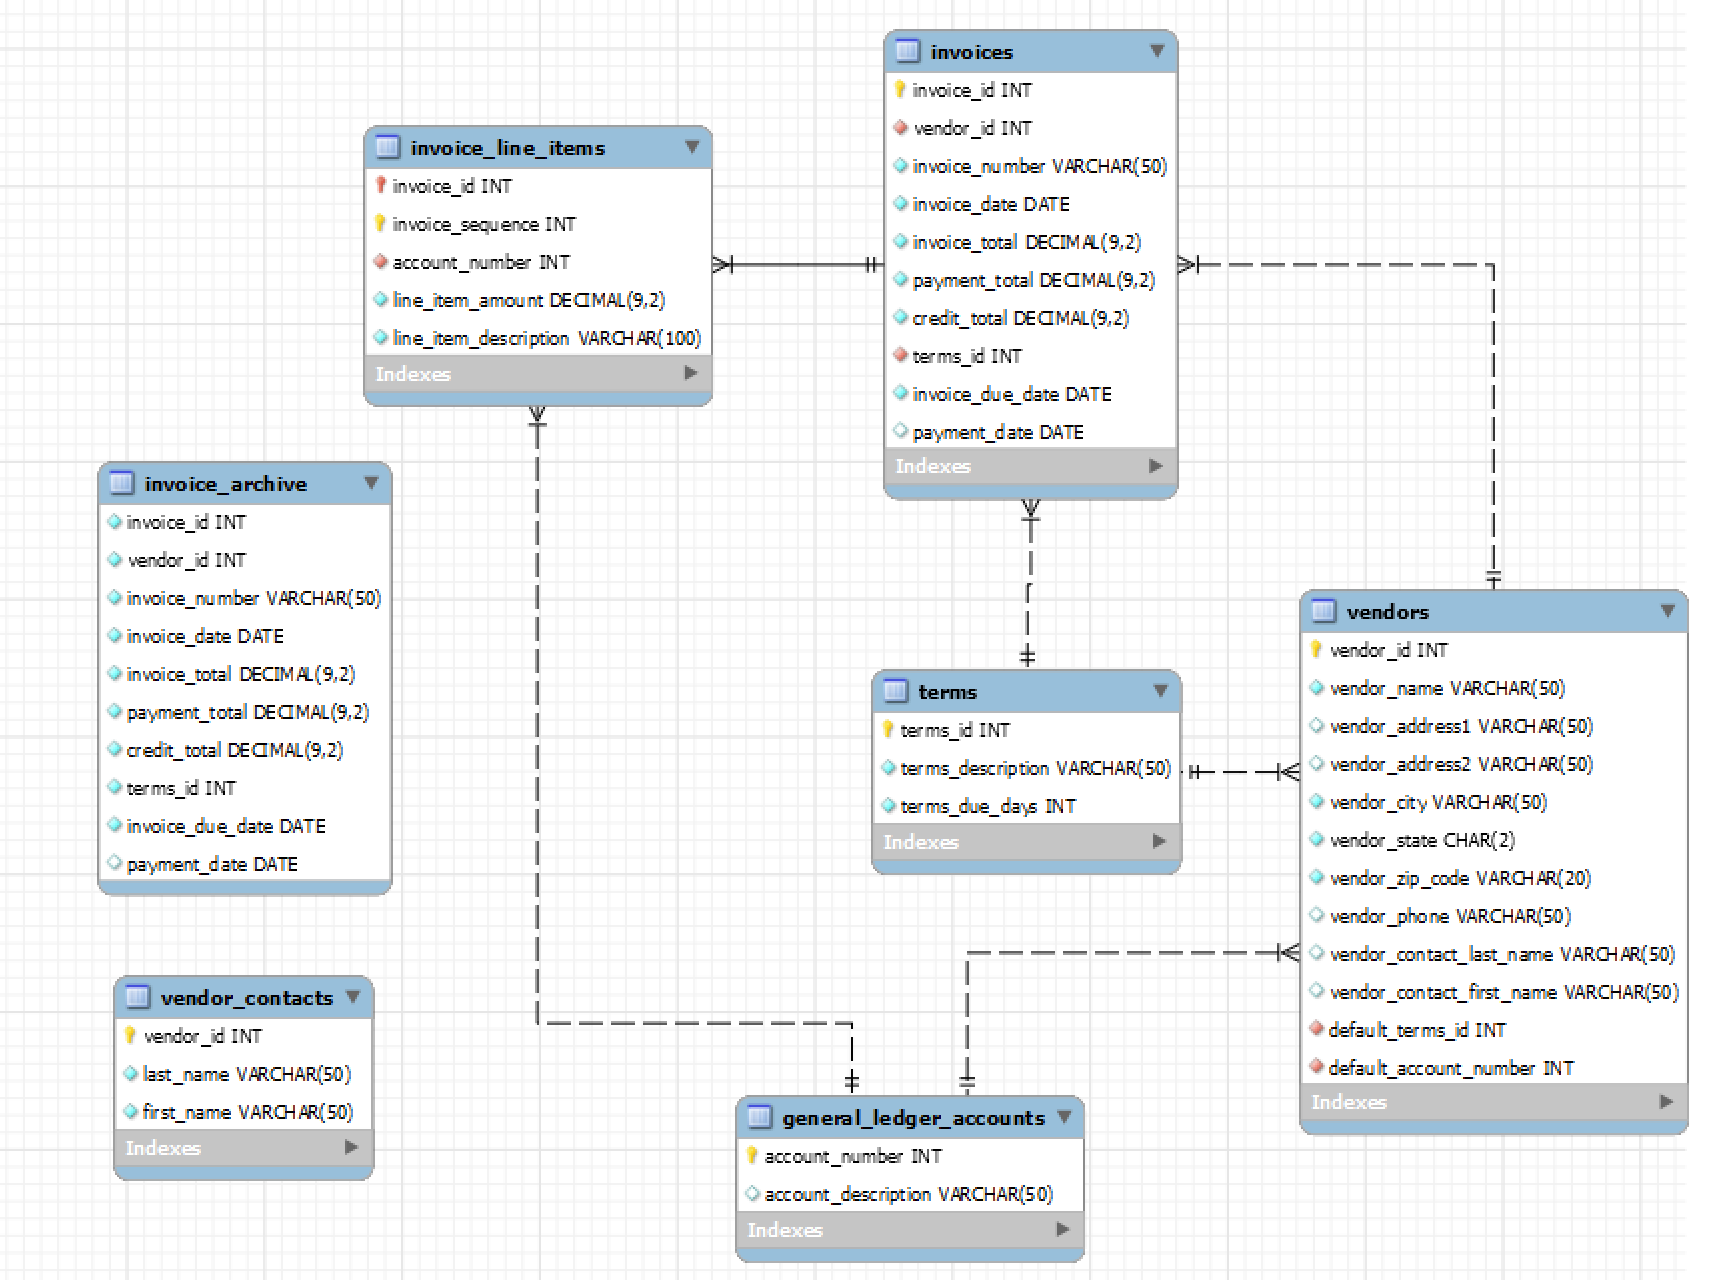 invoices
invoice_id INT
vendor_id INT
invoice_number VARCHAR(50)
invoice_date DATE
invoice_total DECIMAL(9,2)
payment_total DECIMAL(9,2)
credit_total DECIMAL(9,2)
terms_id INT
invoice_due_date DATE
payment_date DATE
Indexes
invoice_line_items
invoice_id INT
invoice_sequence INT
account_number INT
line_item_amount DECIMAL(9,2)
line_item_description VARCHAR(100)
Indexes
invoice_archive
invoice_id INT
vendor_id INT
invoice_number VARCHAR(50)
invoice_date DATE
invoice_total DECIMAL(9,2)
payment_total DECIMAL(9,2)
credit_total DECIMAL(9,2)
terms_id INT
invoice_due_date DATE
payment_date DATE
terms
terms_id INT
terms_description VARCHAR(50)
terms_due_days INT
Indexes
vendors
vendor_id INT
vendor_name VARCHAR(50)
vendor_address1 VARCHAR(50)
vendor_address2 VARCHAR(50)
vendor_city VARCHAR(50)
vendor_state CHAR(2)
vendor_zip_code VARCHAR(20)
vendor_phone VARCHAR(50)
vendor_contact_last_name VARCHAR(50)
vendor_contact_first_name VARCHAR(50)
default_terms_id INT
default_account_number INT
Indexes
vendor_contacts
vendor_id INT
last_name VARCHAR(50)
first_name VARCHAR(50)
Indexes
general_ledger_accounts
account_number INT
account_description VARCHAR(50)
Indexes